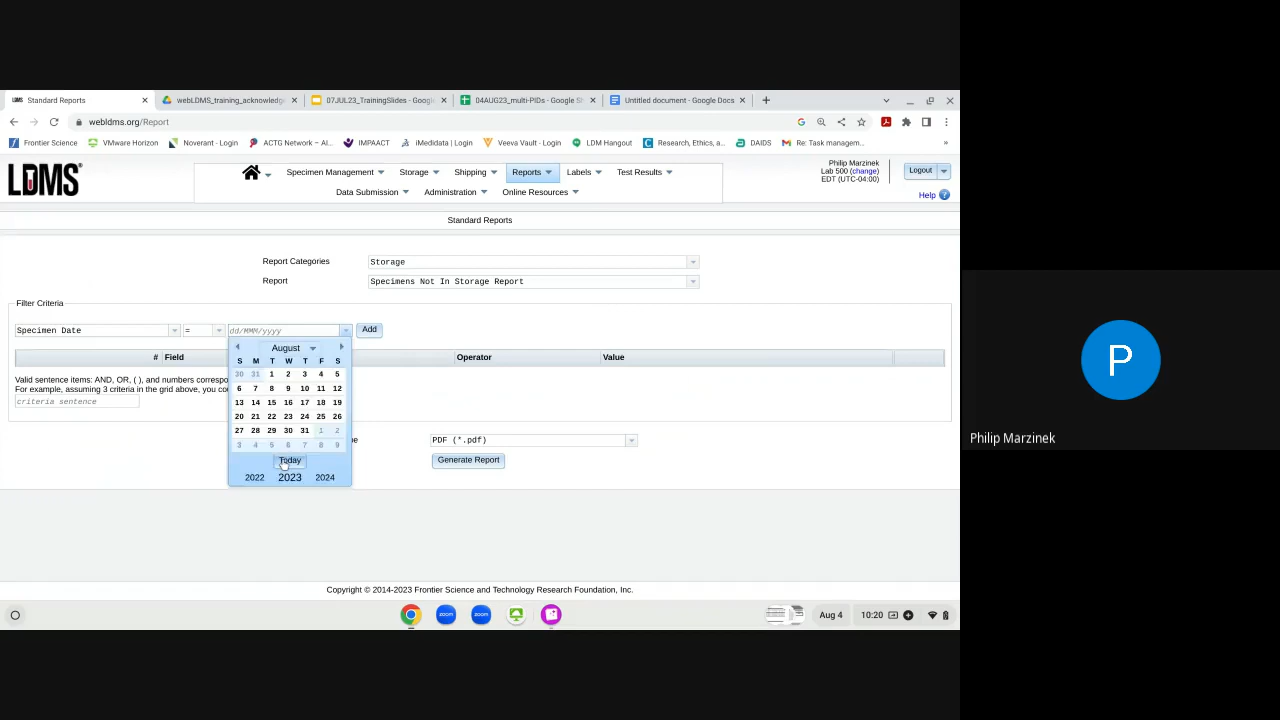 Standard Reports
webLDMS_training_acknowledge
07JUL23_TrainingSlides - Google
04AUG23_multi-PIDs - Google Sh
Untitled document - Google Docs
webldms.org/Report
Frontier Science
VMware Horizon
Noverant · Login
ACTG Network – Al...
IMPAACT
iMedidata | Login
Veeva Vault - Login
LDM Hangout
Research, Ethics, a...
DAIDS
Re: Task managem...
LDMS
Specimen Management
Storage
Shipping
Reports
Labels
Test Results
Data Submission
Administration
Online Resources
Philip Marzinek
Lab 500 (change)
EDT (UTC-04:00)
Logout
Help
Standard Reports
Report Categories
Storage
Report
Specimens Not In Storage Report
Filter Criteria
Specimen Date
=
dd/MMM/yyyy
Add
# Field
Operator
Value
August
S M T W T F S
30 31 1 2 3 4 5
6 7 8 9 10 11 12
13 14 15 16 17 18 19
20 21 22 23 24 25 26
27 28 29 30 31 1 2
3 4 5 6 7 8 9
Today
2022 2023 2024
Valid sentence items: AND, OR, ( ), and numbers correspo
For example, assuming 3 criteria in the grid above, you co
criteria sentence
PDF (*.pdf)
Generate Report
Copyright © 2014-2023 Frontier Science and Technology Research Foundation, Inc.
zoom
zoom
Aug 4
10:20
P
Philip Marzinek